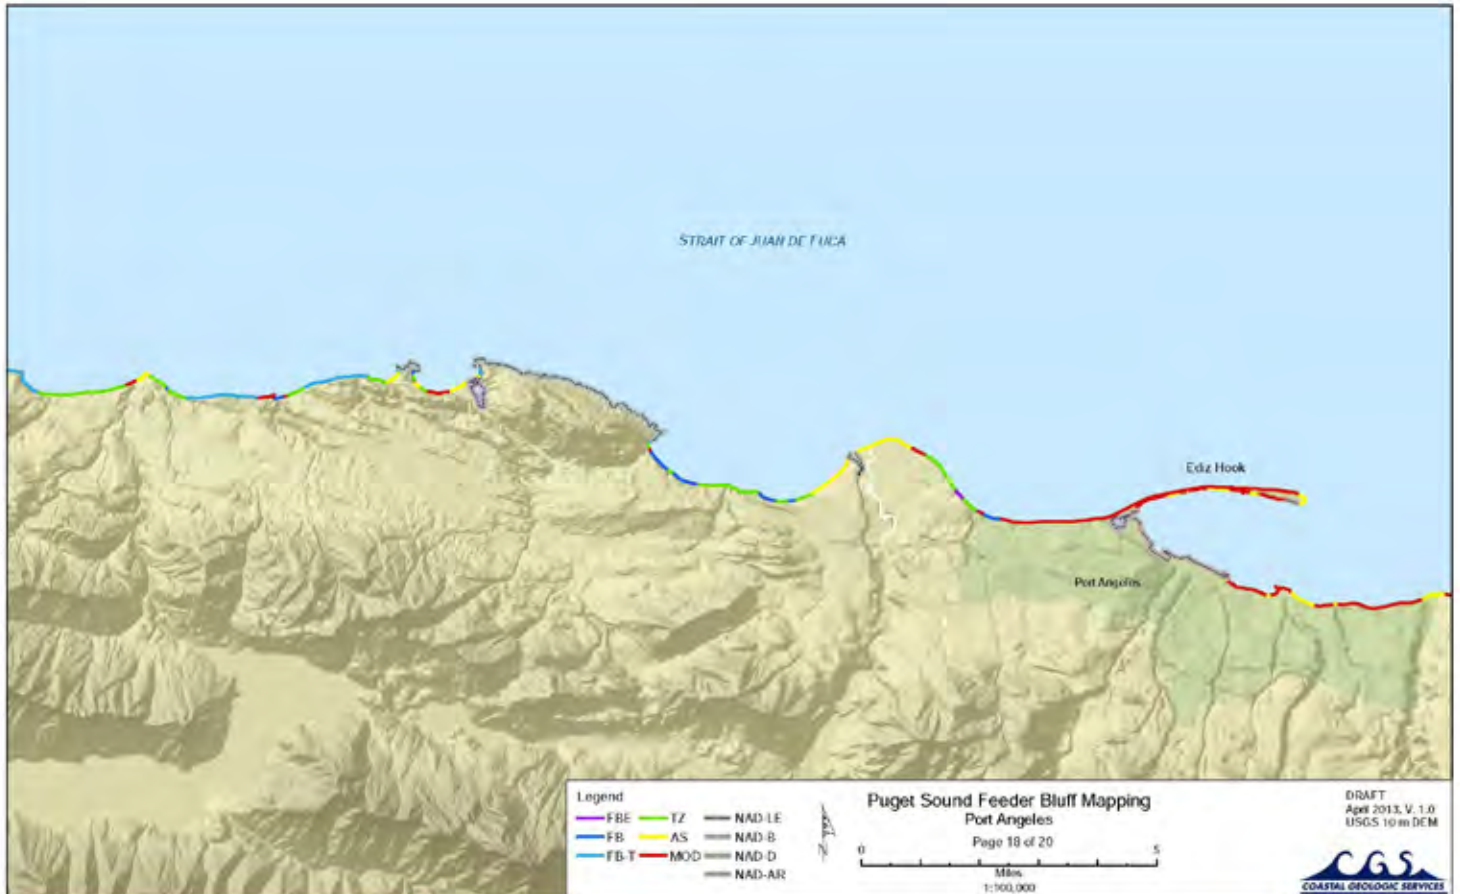 STRAIT OF JUAN DE FUCA
Ediz Hook
Port Angeles
Legend
FBE TZ NAD-LE
FB AS NAD-B
FB-T MOD NAD-D
NAD-AR
Puget Sound Feeder Bluff Mapping
Port Angeles
Page 18 of 20
0 5
Miles
1:100,000
DRAFT
April 2013, V. 1.0
USGS 10 m DEM
CGS
COASTAL GEOLOGIC SERVICES